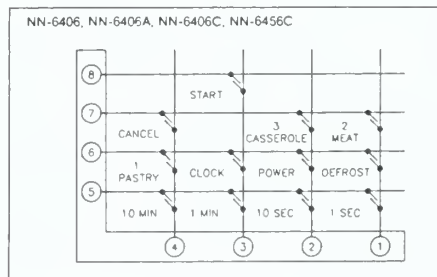 NN-6406, NN-6406A, NN-6406C, NN-6456C
8
START
7
CANCEL
3
CASSEROLE
2
MEAT
6
1
PASTRY
CLOCK
POWER
DEFROST
5
10 MIN
1 MIN
10 SEC
1 SEC
4
3
2
1